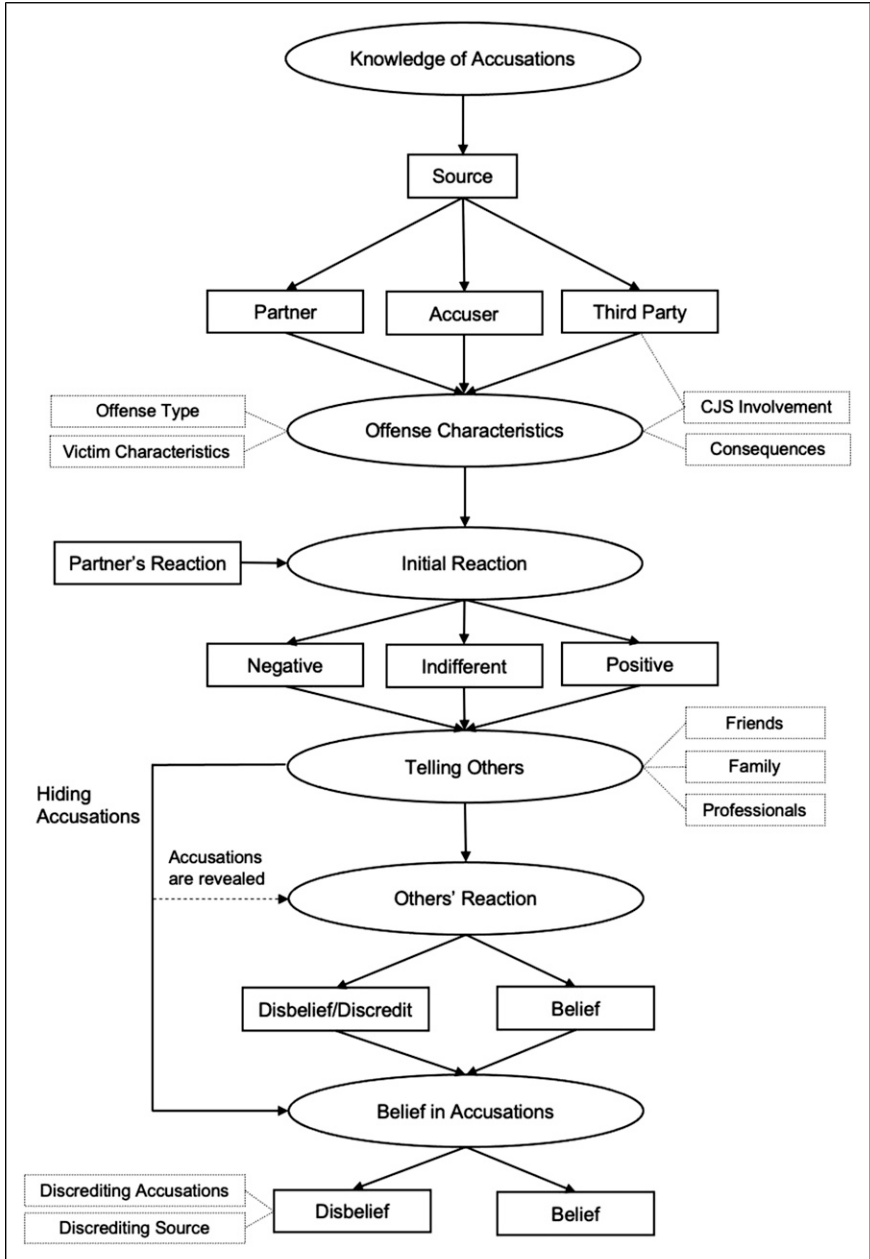 Knowledge of Accusations
Source
Partner
Accuser
Third Party
Offense Type
Victim Characteristics
Offense Characteristics
CJS Involvement
Consequences
Partner’s Reaction
Initial Reaction
Negative
Indifferent
Positive
Telling Others
Friends
Family
Professionals
Hiding
Accusations
Accusations
are revealed
Others’ Reaction
Disbelief/Discredit
Belief
Belief in Accusations
Discrediting Accusations
Discrediting Source
Disbelief
Belief